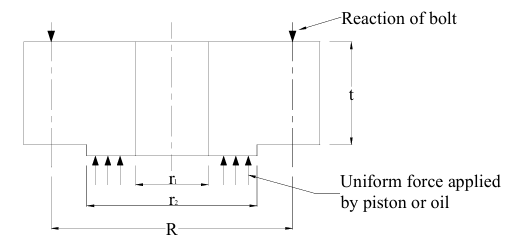 Reaction of bolt
t
r₁
Uniform force applied
by piston or oil
r₂
R